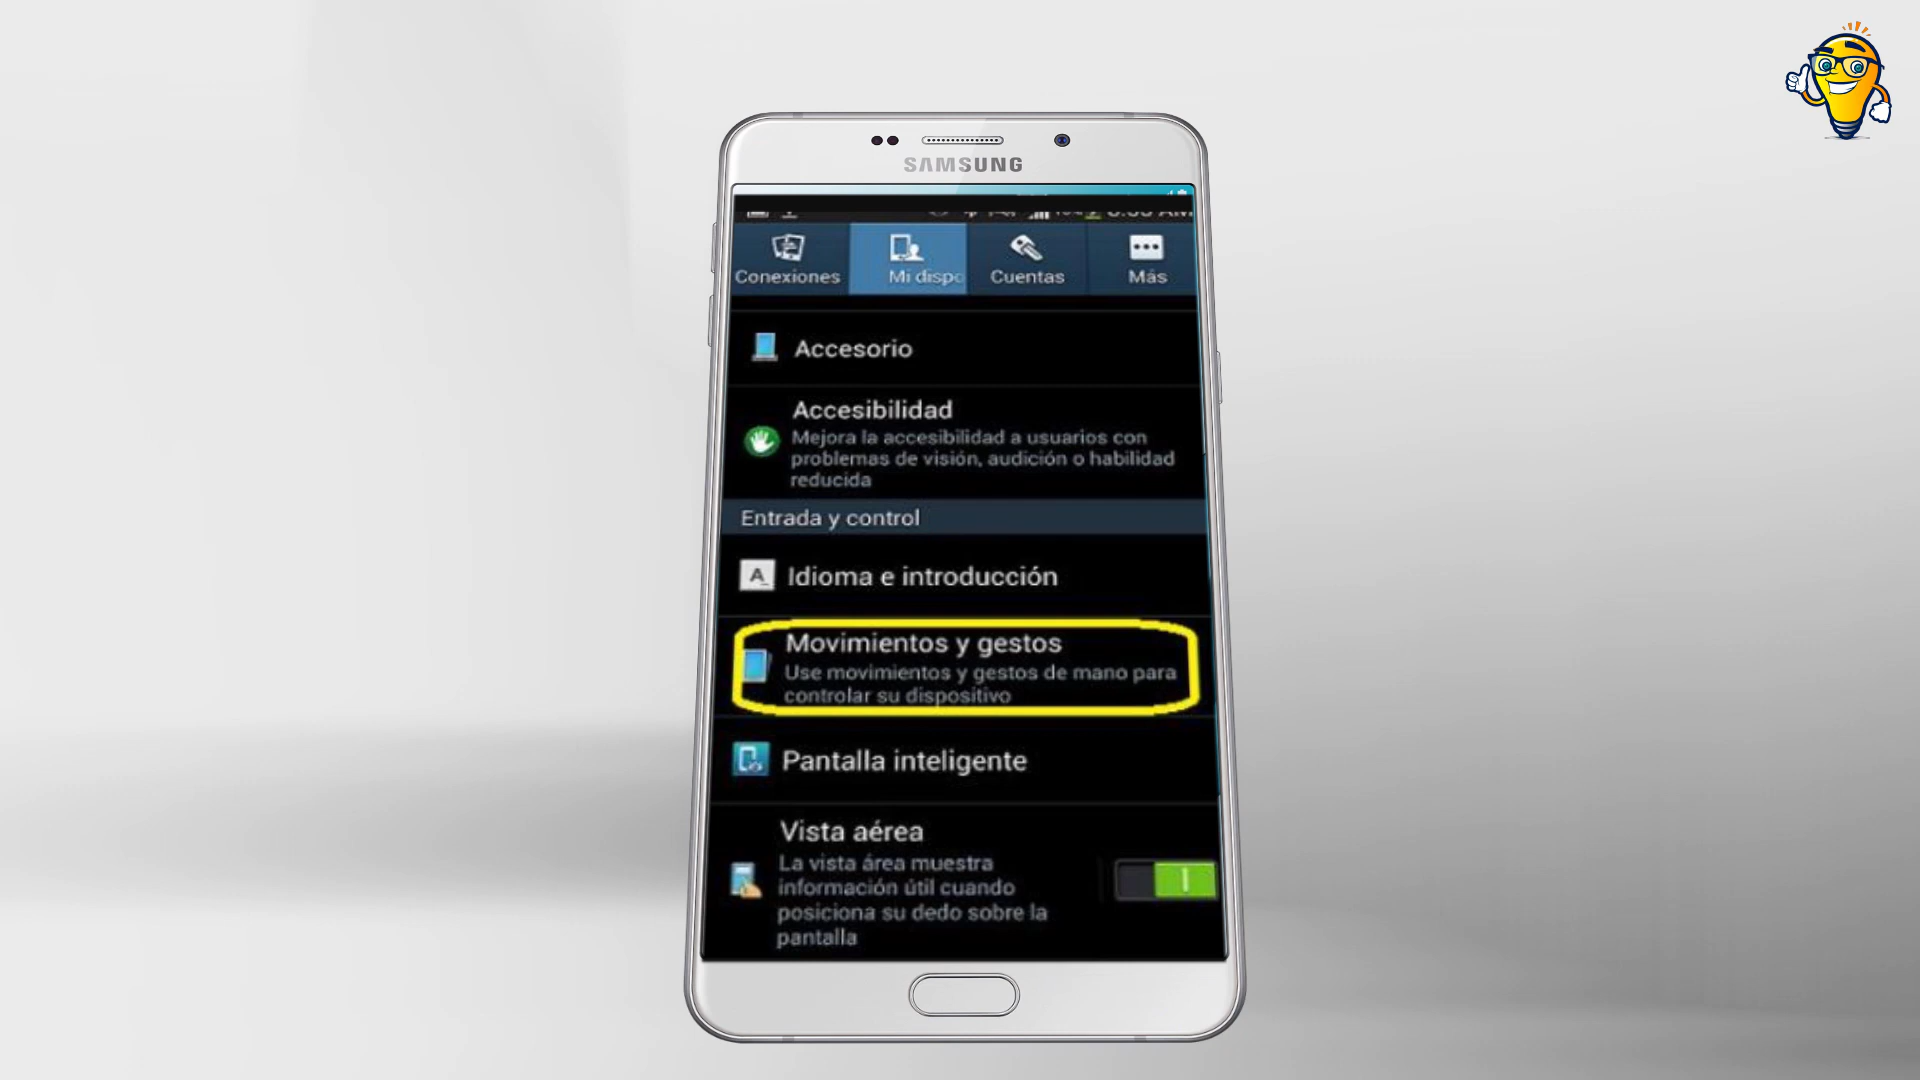 SAMSUNG
Conexiones
Mi dispo
Cuentas
Más
Accesorio
Accesibilidad
Mejora la accesibilidad a usuarios con
problemas de visión, audición o habilidad
reducida
Entrada y control
Idioma e introducción
Movimientos y gestos
Use movimientos y gestos de mano para
controlar su dispositivo
Pantalla inteligente
Vista aérea
La vista área muestra
información útil cuando
posiciona su dedo sobre la
pantalla